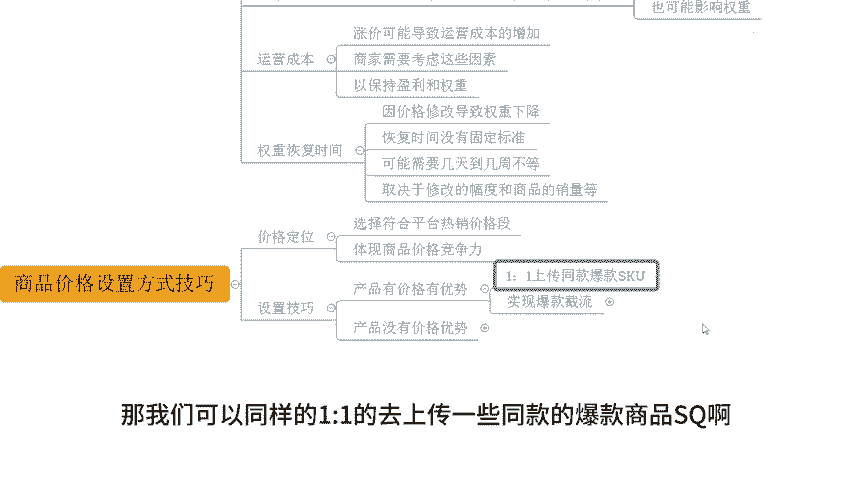 也可能影响权重
涨价可能导致运营成本的增加
运营成本
商家需要考虑这些因素
以保持盈利和权重
因价格修改导致权重下降
恢复时间没有固定标准
权重恢复时间
可能需要几天到几周不等
取决于修改的幅度和商品的销量等
选择符合平台热销价格段
价格定位
体现商品价格竞争力
商品价格设置方式技巧
1：1上传同款爆款SKU
产品有价格有优势
实现爆款截流
设置技巧
产品没有价格优势
那我们可以同样的1:1的去上传一些同款的爆款商品SQ啊